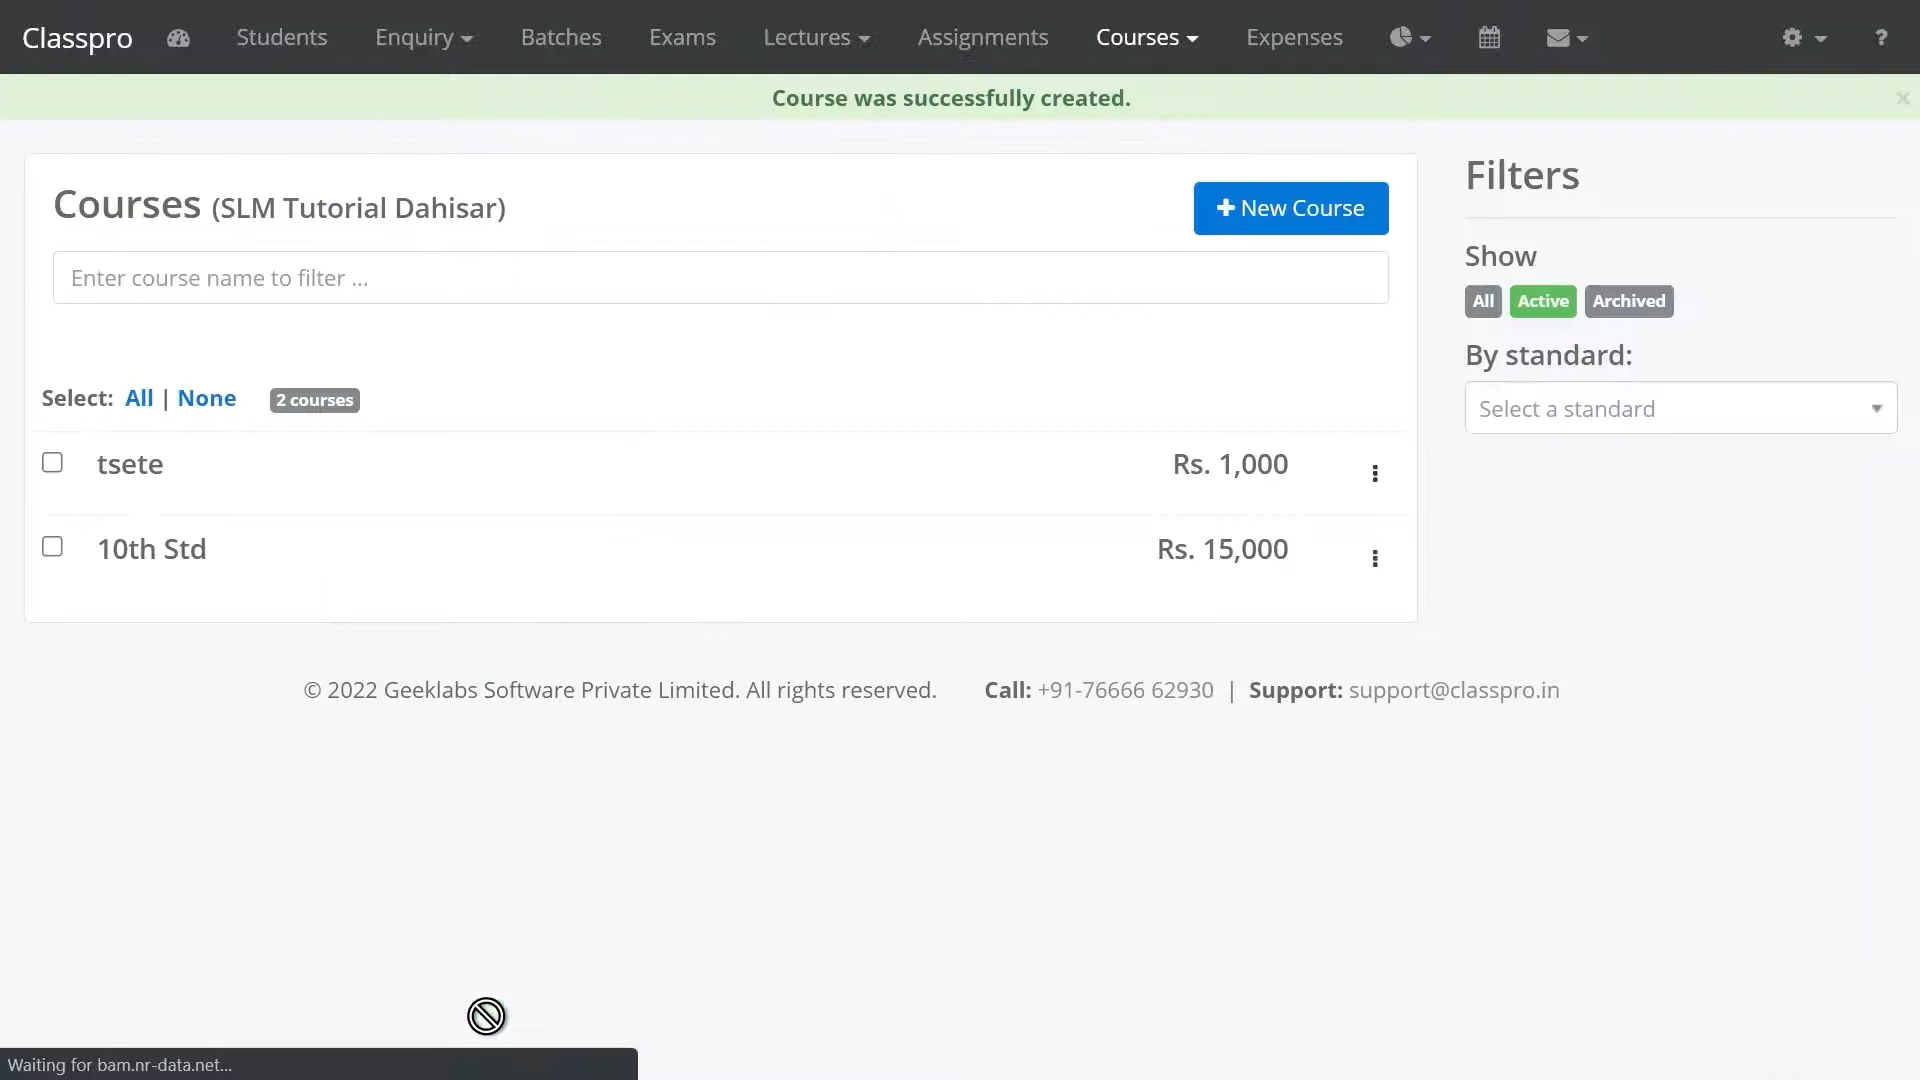 Classpro Students Enquiry Batches Exams Lectures Assignments Courses Expenses ?
Course was successfully created. ×
Courses (SLM Tutorial Dahisar)
+ New Course
Enter course name to filter ...
Select: All | None 2 courses
tsete Rs. 1,000
10th Std Rs. 15,000
Filters
Show
All Active Archived
By standard:
Select a standard
© 2022 Geeklabs Software Private Limited. All rights reserved. Call: +91-76666 62930 | Support: support@classpro.in
Waiting for bam.nr-data.net...